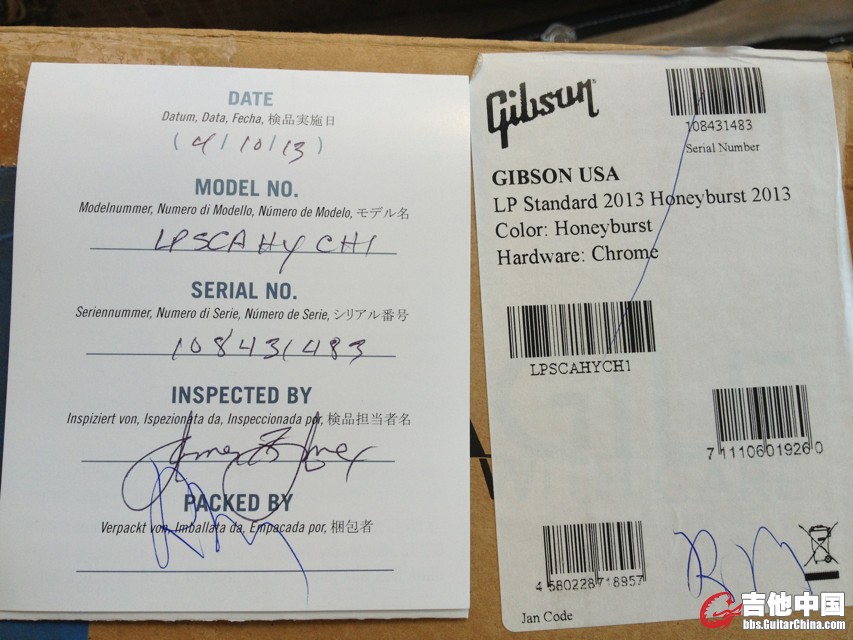 DATE
Datum, Data, Fecha, 検品実施日
(4/10/13)
MODEL NO.
Modelnummer, Numero di Modello, Número de Modelo, モデル名
LPSCAHYCH1
SERIAL NO.
Seriennummer, Numero di Serie, Número de Serie, シリアル番号
108431483
INSPECTED BY
Inspiziert von, Ispezionata da, Inspeccionada por, 検品担当者名
PACKED BY
Verpackt von, Imballata da, Empacada por, 梱包者
Gibson
108431483
Serial Number
GIBSON USA
LP Standard 2013 Honeyburst 2013
Color: Honeyburst
Hardware: Chrome
LPSCAHYCH1
7 11106 01926 0
4 580228 718957
Jan Code
吉他中国
bbs.GuitarChina.com